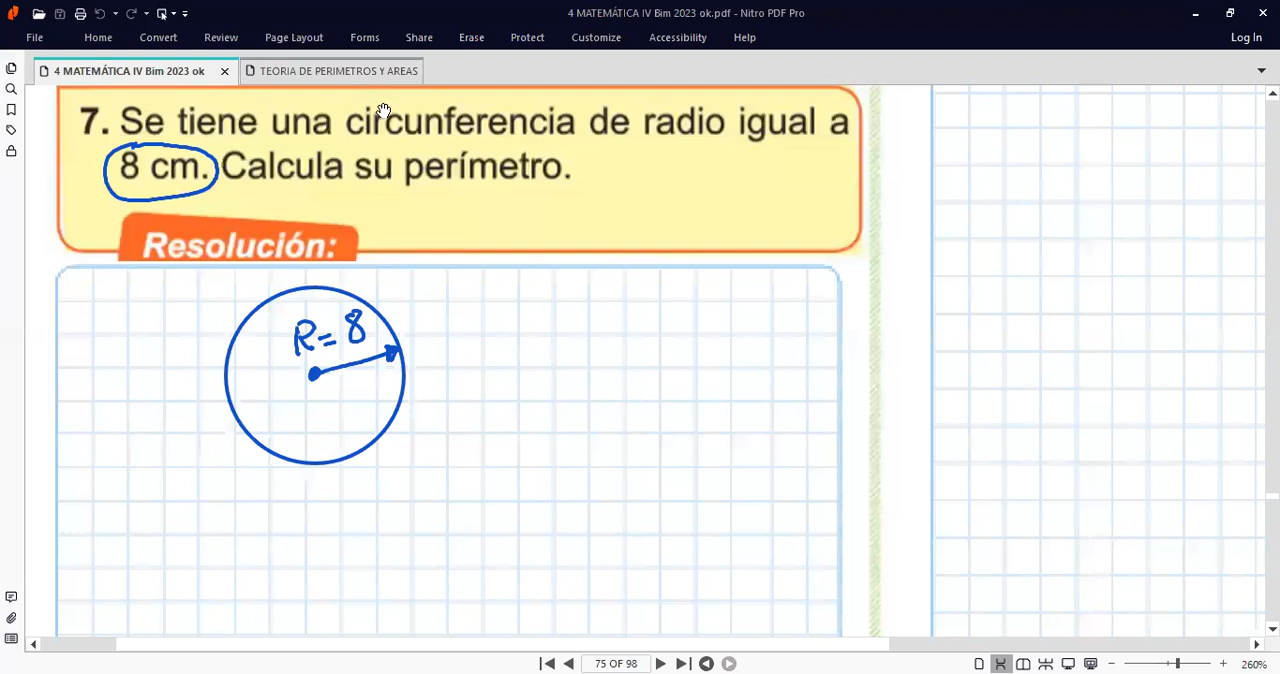 4 MATEMÁTICA IV Bim 2023 ok.pdf - Nitro PDF Pro
File Home Convert Review Page Layout Forms Share Erase Protect Customize Accessibility Help Log In
4 MATEMÁTICA IV Bim 2023 ok TEORIA DE PERIMETROS Y AREAS
7. Se tiene una circunferencia de radio igual a
8 cm. Calcula su perímetro.
Resolución:
R= 8
75 OF 98 260%